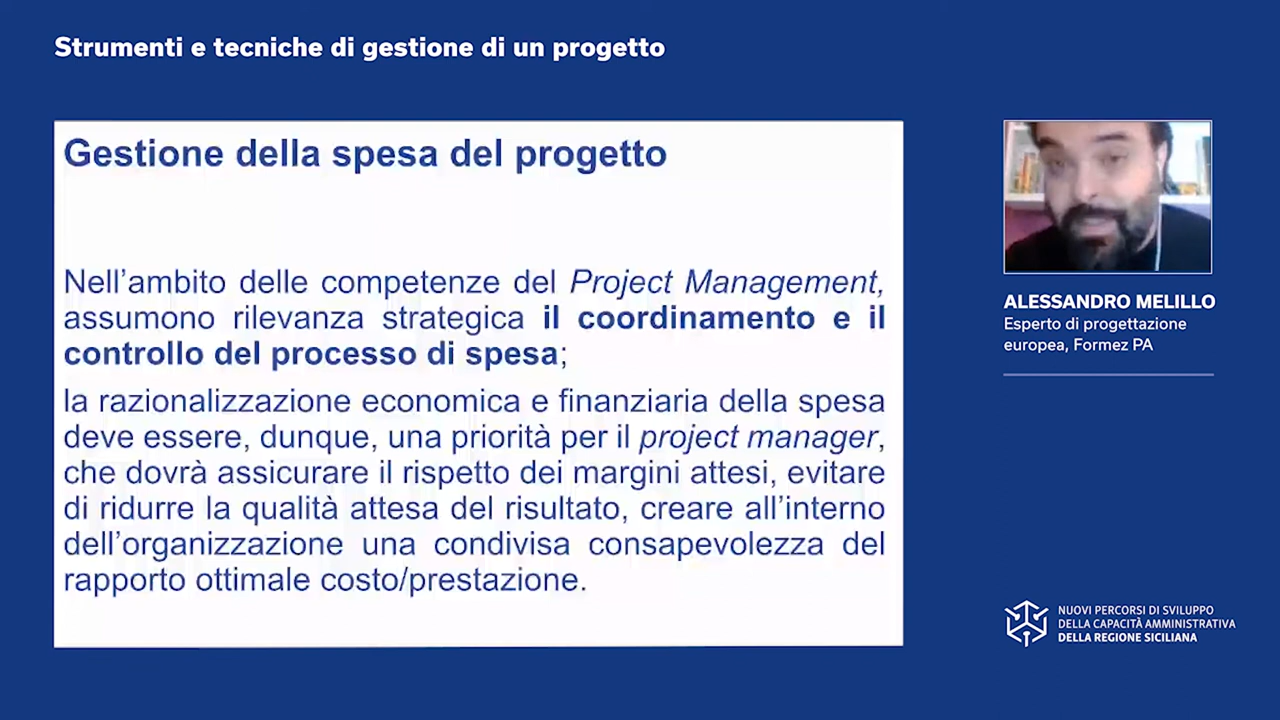 Strumenti e tecniche di gestione di un progetto
Gestione della spesa del progetto
Nell’ambito delle competenze del Project Management,
assumono rilevanza strategica il coordinamento e il
controllo del processo di spesa;
la razionalizzazione economica e finanziaria della spesa
deve essere, dunque, una priorità per il project manager,
che dovrà assicurare il rispetto dei margini attesi, evitare
di ridurre la qualità attesa del risultato, creare all’interno
dell’organizzazione una condivisa consapevolezza del
rapporto ottimale costo/prestazione.
ALESSANDRO MELILLO
Esperto di progettazione
europea, Formez PA
NUOVI PERCORSI DI SVILUPPO
DELLA CAPACITÀ AMMINISTRATIVA
DELLA REGIONE SICILIANA